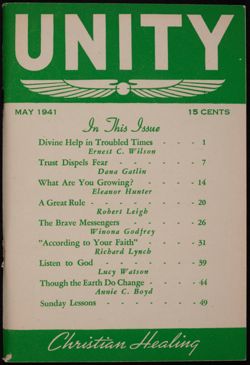 UNITY
MAY 1941 15 CENTS
In This Issue
Divine Help in Troubled Times - - - 1
Ernest C. Wilson
Trust Dispels Fear - - - - - 7
Dana Gatlin
What Are You Growing? - - - - 14
Eleanor Hunter
A Great Rule - - - - - - 20
Robert Leigh
The Brave Messengers - - - - 26
Winona Godfrey
"According to Your Faith" - - - 31
Richard Lynch
Listen to God - - - - - - 39
Lucy Watson
Though the Earth Do Change - - - 44
Annie C. Boyd
Sunday Lessons - - - - - - 49
Christian Healing